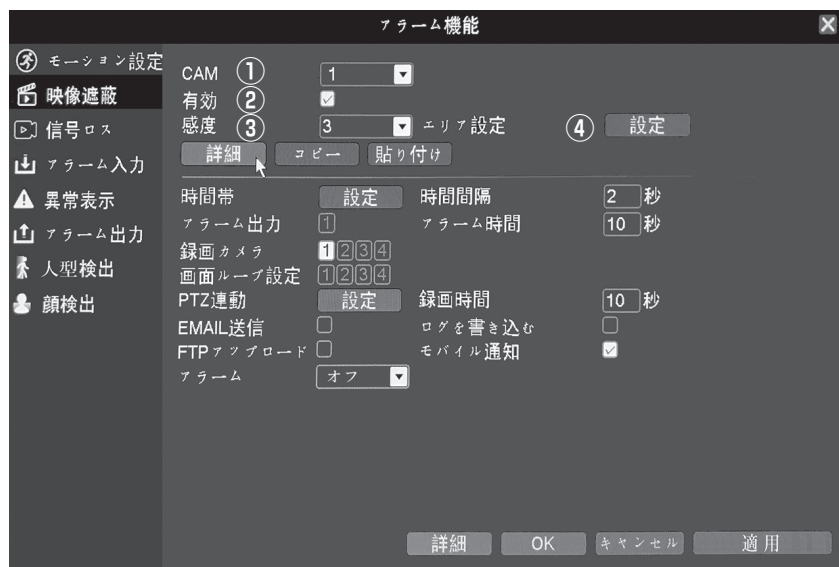 アラーム機能
モーション設定
映像遮蔽
信号ロス
アラーム入力
異常表示
アラーム出力
人型検出
顔検出
CAM ① 1
有効 ②
感度 ③ 3 エリア設定 ④ 設定
詳細 コピー 貼り付け
時間帯 設定 時間間隔 2 秒
アラーム出力 1 アラーム時間 10 秒
録画カメラ 1 2 3 4
画面ループ設定 1 2 3 4
PTZ連動 設定 録画時間 10 秒
EMAIL送信 ログを書き込む
FTPアップロード モバイル通知
アラーム オフ
詳細 OK キャンセル 適用